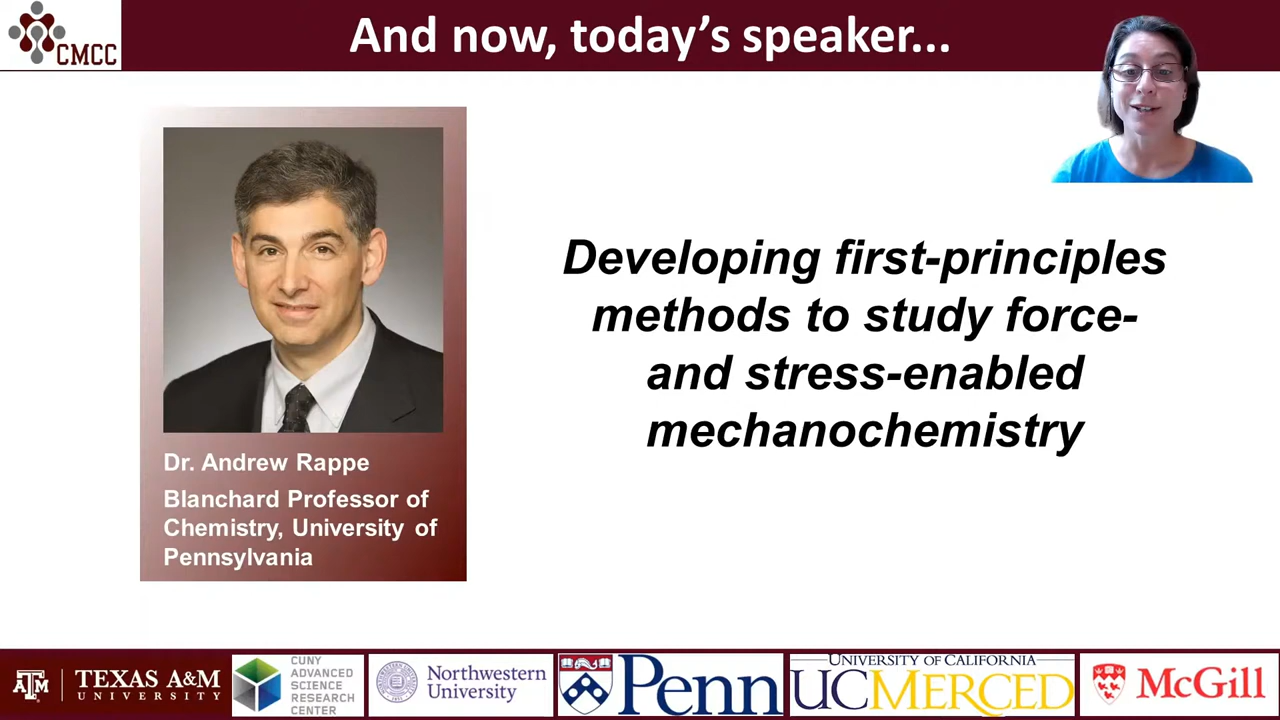 CMCC
And now, today's speaker...
Developing first-principles
methods to study force-
and stress-enabled
mechanochemistry
Dr. Andrew Rappe
Blanchard Professor of
Chemistry, University of
Pennsylvania
ATM
TEXAS A&M
UNIVERSITY
CUNY
ADVANCED
SCIENCE
RESEARCH
CENTER
Northwestern
University
Penn
UNIVERSITY OF CALIFORNIA
UCMERCED
McGill